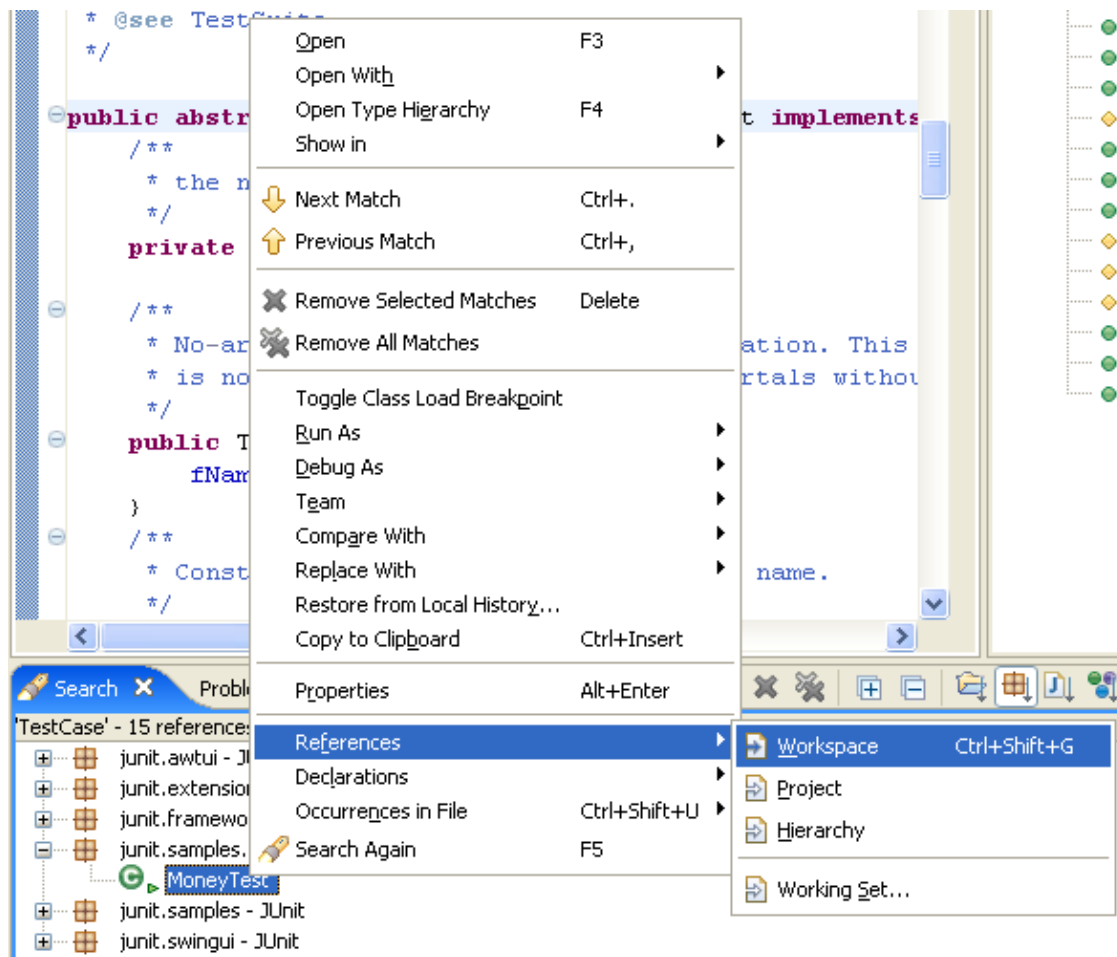 * @see TestSuite
*/
public abstr
t implements
/**
* the n
*/
private
/**
* No-ar
ation. This
* is no
rtals withou
*/
public T
fNam
}
/**
* Const
name.
*/
Open F3
Open With
Open Type Hierarchy F4
Show in
Next Match Ctrl+.
Previous Match Ctrl+,
Remove Selected Matches Delete
Remove All Matches
Toggle Class Load Breakpoint
Run As
Debug As
Team
Compare With
Replace With
Restore from Local History...
Copy to Clipboard Ctrl+Insert
Properties Alt+Enter
References
Declarations
Occurrences in File Ctrl+Shift+U
Search Again F5
Workspace Ctrl+Shift+G
Project
Hierarchy
Working Set...
Search Probl
'TestCase' - 15 references
junit.awtui - JU
junit.extension
junit.framewo
junit.samples.
MoneyTest
junit.samples - JUnit
junit.swingui - JUnit